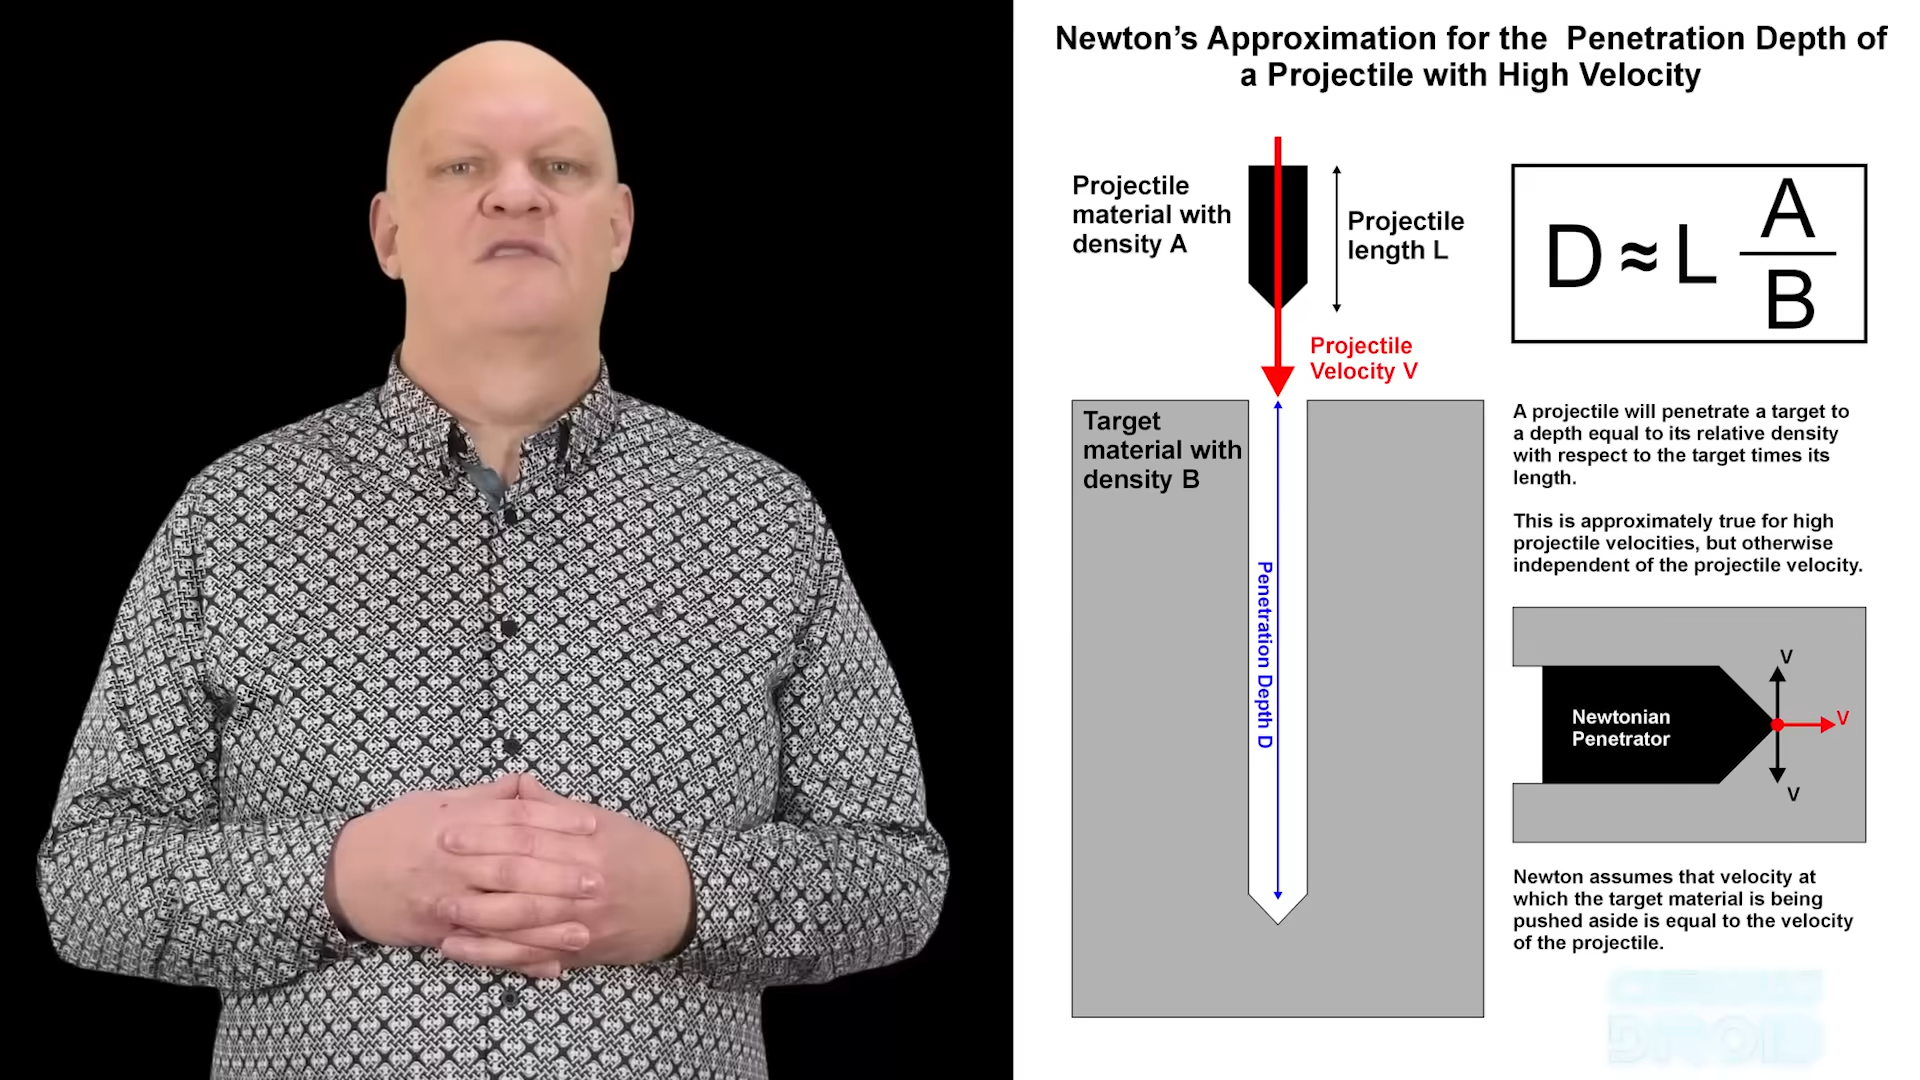 Newton's Approximation for the Penetration Depth of
a Projectile with High Velocity
Projectile
material with
density A
Projectile
length L
D ≈ L A
B
Projectile
Velocity V
Target
material with
density B
Penetration Depth D
A projectile will penetrate a target to
a depth equal to its relative density
with respect to the target times its
length.
This is approximately true for high
projectile velocities, but otherwise
independent of the projectile velocity.
V
Newtonian
Penetrator
V
V
Newton assumes that velocity at
which the target material is being
pushed aside is equal to the velocity
of the projectile.
DROID